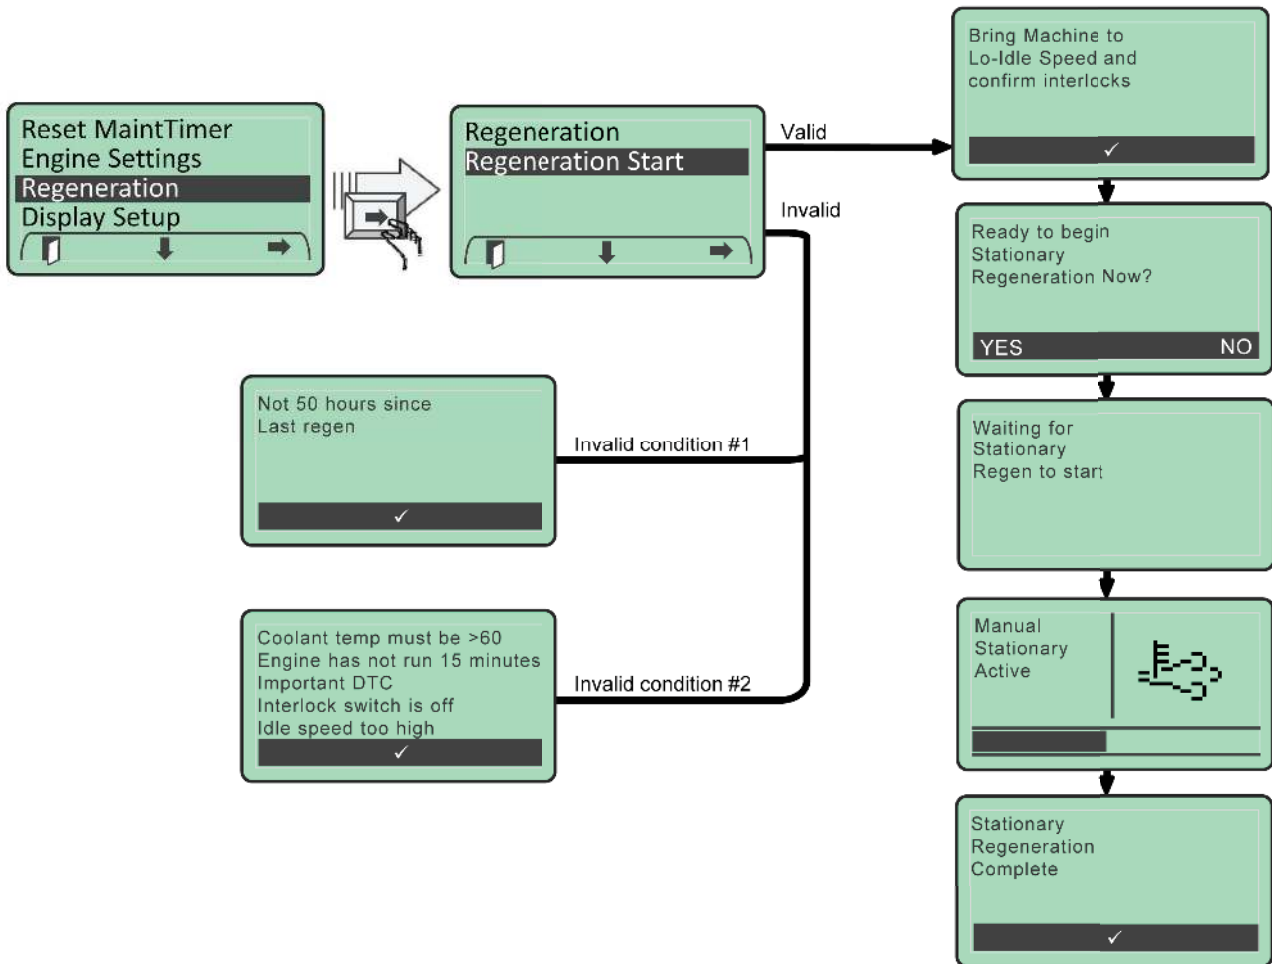 Reset MaintTimer
Engine Settings
Regeneration
Display Setup
Regeneration
Regeneration Start
Valid
Invalid
Bring Machine to
Lo-Idle Speed and
confirm interlocks
Ready to begin
Stationary
Regeneration Now?
YES NO
Not 50 hours since
Last regen
Invalid condition #1
Waiting for
Stationary
Regen to start
Coolant temp must be >60
Engine has not run 15 minutes
Important DTC
Interlock switch is off
Idle speed too high
Invalid condition #2
Manual
Stationary
Active
Stationary
Regeneration
Complete